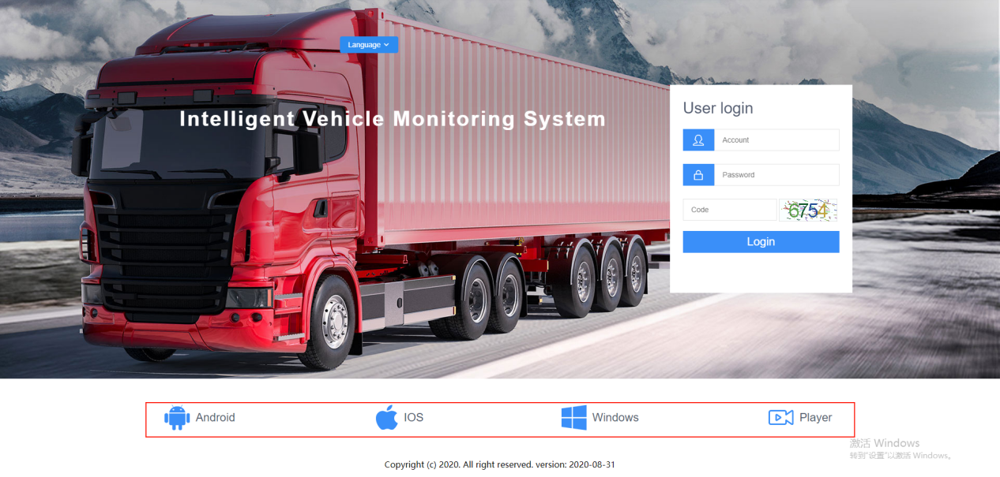 Language
Intelligent Vehicle Monitoring System
User login
Account
Password
Code
6754
Login
Android
IOS
Windows
Player
激活 Windows
转到"设置"以激活 Windows。
Copyright (c) 2020. All right reserved. version: 2020-08-31